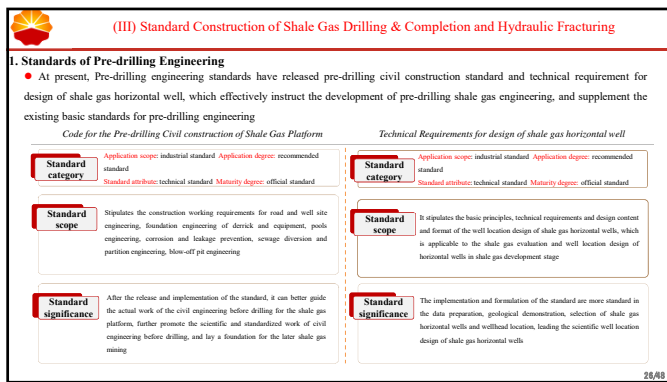 (III) Standard Construction of Shale Gas Drilling & Completion and Hydraulic Fracturing
1. Standards of Pre-drilling Engineering
● At present, Pre-drilling engineering standards have released pre-drilling civil construction standard and technical requirement for
design of shale gas horizontal well, which effectively instruct the development of pre-drilling shale gas engineering, and supplement the
existing basic standards for pre-drilling engineering
Code for the Pre-drilling Civil construction of Shale Gas Platform
Standard
category
Application scope: industrial standard Application degree: recommended
standard
Standard attribute: technical standard Maturity degree: official standard
Standard
scope
Stipulates the construction working requirements for road and well site
engineering, foundation engineering of derrick and equipment, pools
engineering, corrosion and leakage prevention, sewage diversion and
partition engineering, blow-off pit engineering
Standard
significance
After the release and implementation of the standard, it can better guide
the actual work of the civil engineering before drilling for the shale gas
platform, further promote the scientific and standardized work of civil
engineering before drilling, and lay a foundation for the later shale gas
mining
Technical Requirements for design of shale gas horizontal well
Standard
category
Application scope: industrial standard Application degree: recommended
standard
Standard attribute: technical standard Maturity degree: official standard
Standard
scope
It stipulates the basic principles, technical requirements and design content
and format of the well location design of shale gas horizontal wells, which
is applicable to the shale gas evaluation and well location design of
horizontal wells in shale gas development stage
Standard
significance
The implementation and formulation of the standard are more standard in
the data preparation, geological demonstration, selection of shale gas
horizontal wells and wellhead location, leading the scientific well location
design of shale gas horizontal wells
26/48